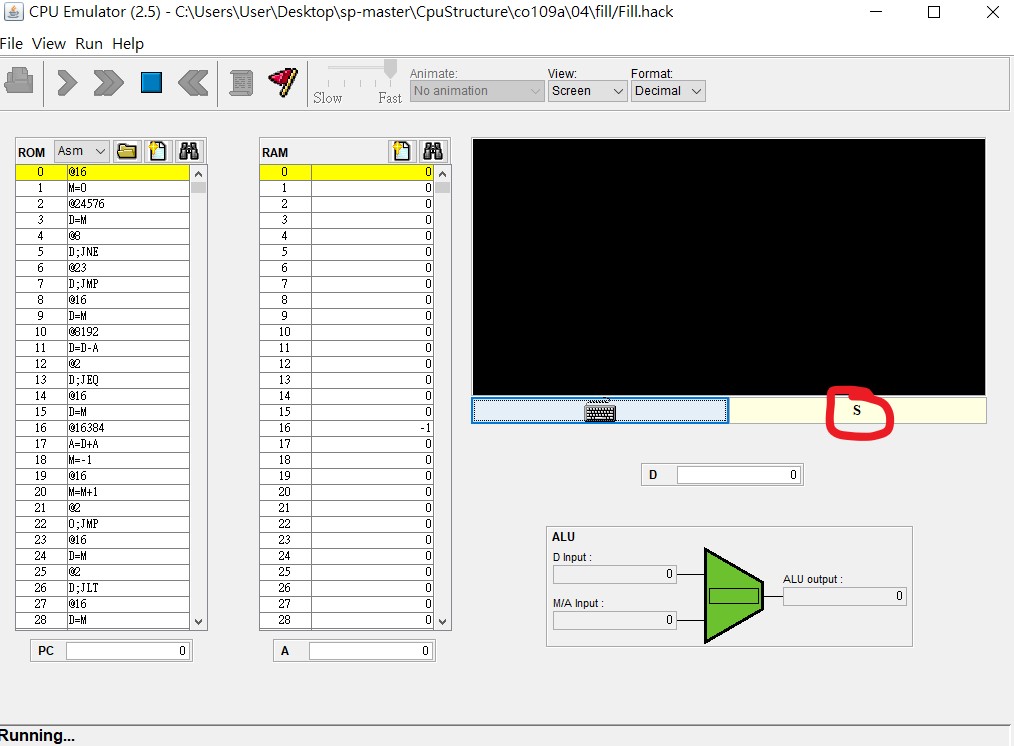 CPU Emulator (2.5) - C:\Users\User\Desktop\sp-master\CpuStructure\co109a\04\fill/Fill.hack
File View Run Help
Slow Fast
Animate:
No animation
View:
Screen
Format:
Decimal
ROM Asm
0 @16
1 M=0
2 @24576
3 D=M
4 @8
5 D;JNE
6 @23
7 D;JMP
8 @16
9 D=M
10 @8192
11 D=D-A
12 @2
13 D;JEQ
14 @16
15 D=M
16 @16384
17 A=D+A
18 M=-1
19 @16
20 M=M+1
21 @2
22 0;JMP
23 @16
24 D=M
25 @2
26 D;JLT
27 @16
28 D=M
PC 0
RAM
0 0
1 0
2 0
3 0
4 0
5 0
6 0
7 0
8 0
9 0
10 0
11 0
12 0
13 0
14 0
15 0
16 -1
17 0
18 0
19 0
20 0
21 0
22 0
23 0
24 0
25 0
26 0
27 0
28 0
A 0
S
D 0
ALU
D Input :
0
M/A Input :
0
ALU output :
0
Running...